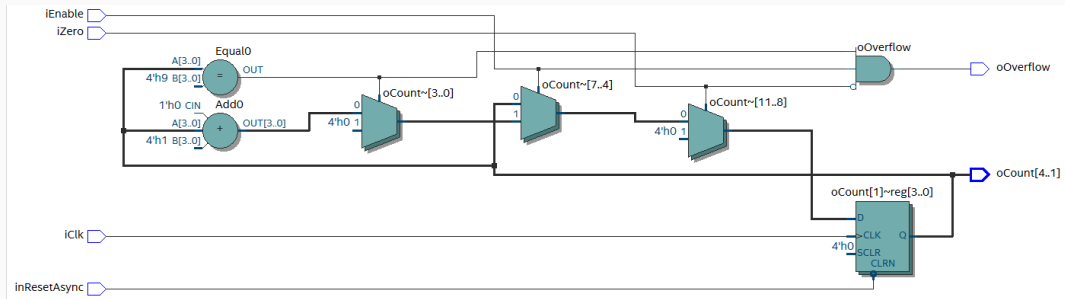 iEnable
iZero
Equal0
A[3..0]
4'h9 B[3..0]
=
OUT
1'h0 CIN
Add0
A[3..0]
4'h1 B[3..0]
+
OUT[3..0]
oCount~[3..0]
0
4'h0 1
oCount~[7..4]
0
1
oCount~[11..8]
0
4'h0 1
oOverflow
oOverflow
oCount[4..1]
oCount[1]~reg[3..0]
D
CLK
Q
4'h0
SCLR
CLRN
iClk
inResetAsync